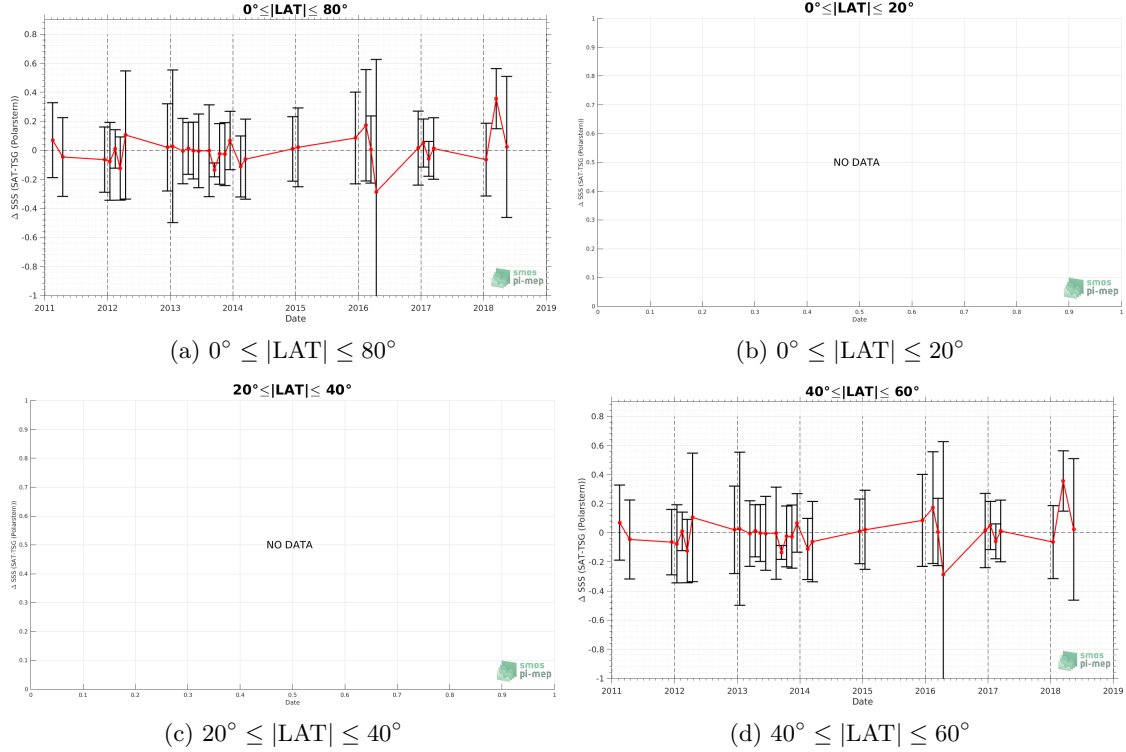 0°≤|LAT|≤ 80°
Δ SSS (SAT-TSG (Polarstern))
0.8
0.6
0.4
0.2
0
-0.2
-0.4
-0.6
-0.8
-1
2011 2012 2013 2014 2015 2016 2017 2018 2019
Date
smos
pi-mep
(a) 0° ≤ |LAT| ≤ 80°
0°≤|LAT|≤ 20°
Δ SSS (SAT-TSG (Polarstern))
1
0.9
0.8
0.7
0.6
0.5
0.4
0.3
0.2
0.1
0
NO DATA
0 0.1 0.2 0.3 0.4 0.5 0.6 0.7 0.8 0.9 1
Date
smos
pi-mep
(b) 0° ≤ |LAT| ≤ 20°
20°≤|LAT|≤ 40°
Δ SSS (SAT-TSG (Polarstern))
1
0.9
0.8
0.7
0.6
0.5
0.4
0.3
0.2
0.1
0
NO DATA
0 0.1 0.2 0.3 0.4 0.5 0.6 0.7 0.8 0.9 1
Date
smos
pi-mep
(c) 20° ≤ |LAT| ≤ 40°
40°≤|LAT|≤ 60°
Δ SSS (SAT-TSG (Polarstern))
0.8
0.6
0.4
0.2
0
-0.2
-0.4
-0.6
-0.8
-1
2011 2012 2013 2014 2015 2016 2017 2018 2019
Date
smos
pi-mep
(d) 40° ≤ |LAT| ≤ 60°